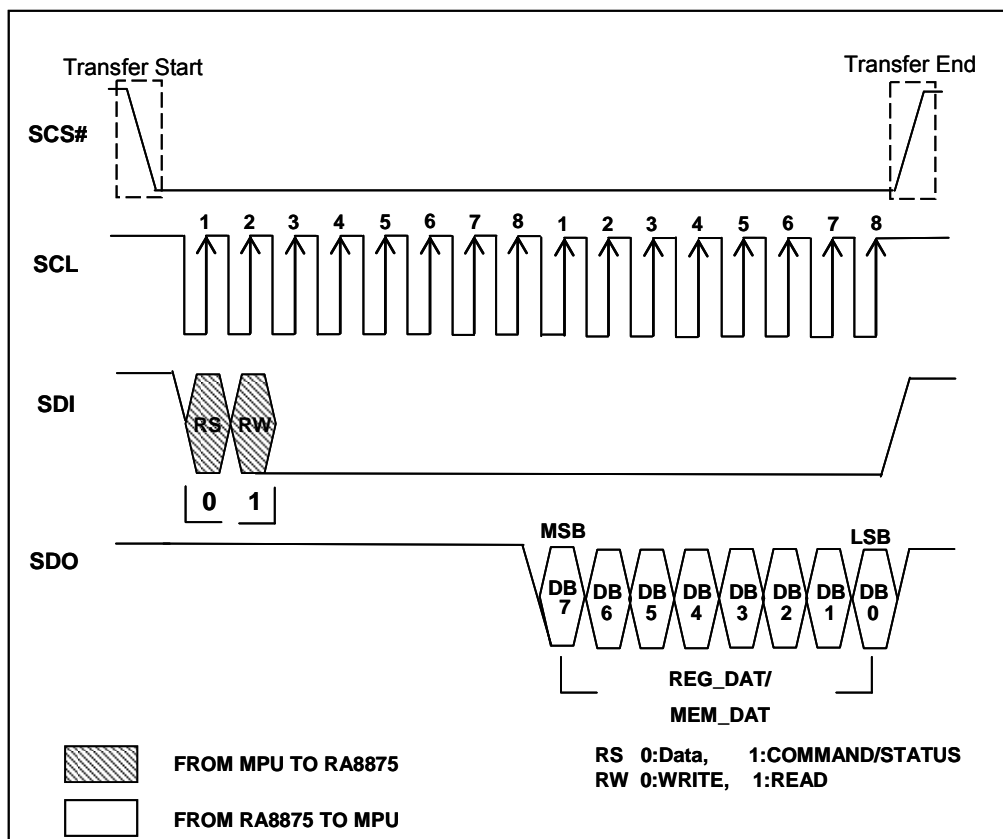 Transfer Start
Transfer End
SCS#
1 2 3 4 5 6 7 8 1 2 3 4 5 6 7 8
SCL
SDI
RS RW
0 1
MSB LSB
SDO
DB 7 DB 6 DB 5 DB 4 DB 3 DB 2 DB 1 DB 0
REG_DAT/
MEM_DAT
FROM MPU TO RA8875
RS 0:Data, 1:COMMAND/STATUS
RW 0:WRITE, 1:READ
FROM RA8875 TO MPU